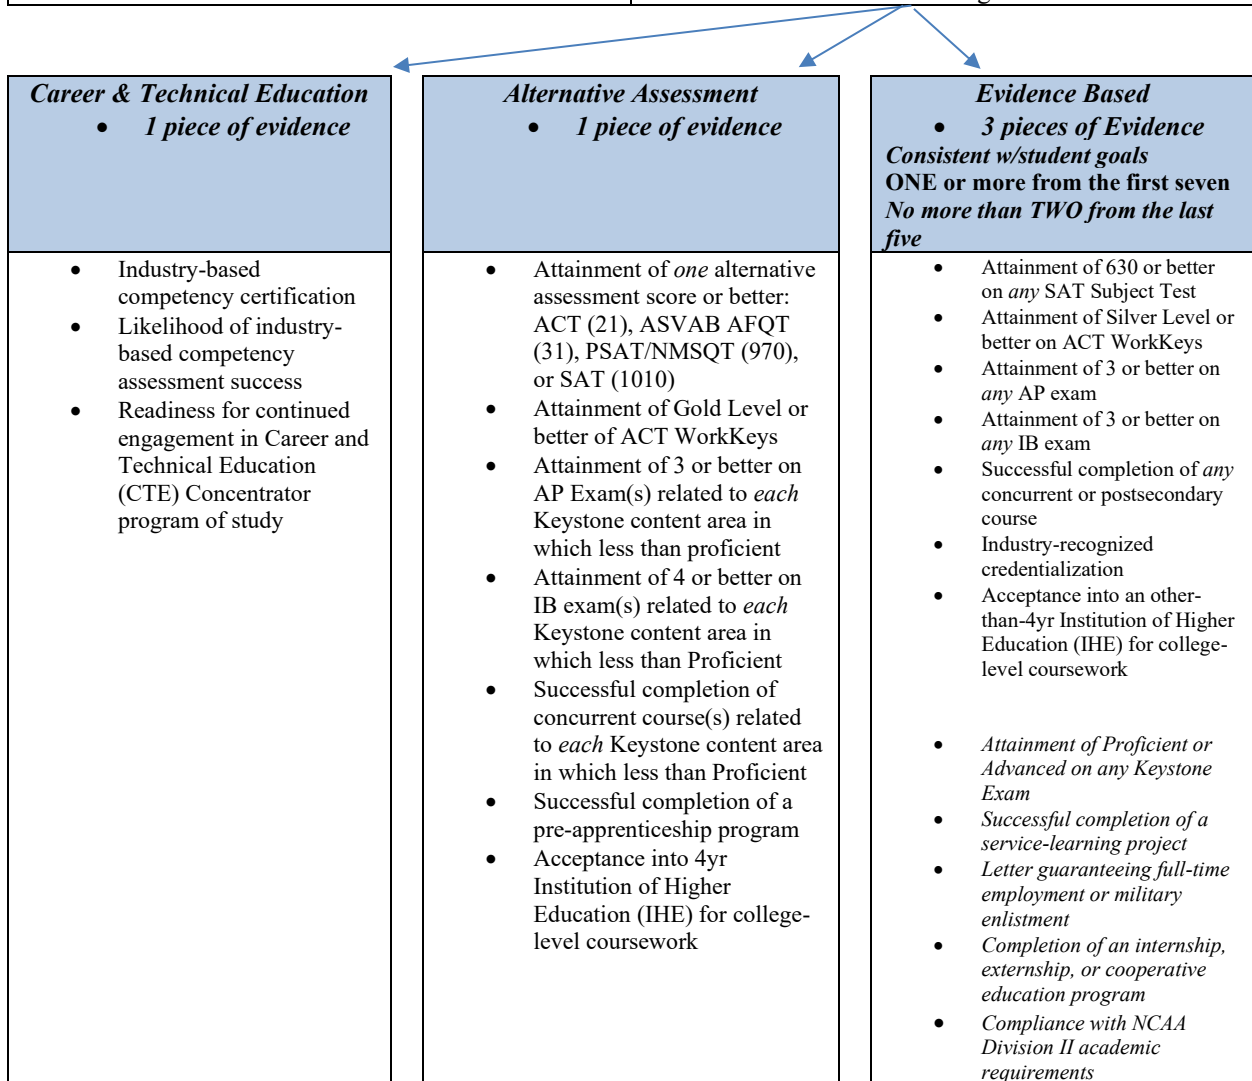 Career & Technical Education
• 1 piece of evidence
Alternative Assessment
• 1 piece of evidence
Evidence Based
• 3 pieces of Evidence
Consistent w/student goals
ONE or more from the first seven
No more than TWO from the last
five
• Industry-based
competency certification
• Likelihood of industry-
based competency
assessment success
• Readiness for continued
engagement in Career and
Technical Education
(CTE) Concentrator
program of study
• Attainment of one alternative
assessment score or better:
ACT (21), ASVAB AFQT
(31), PSAT/NMSQT (970),
or SAT (1010)
• Attainment of Gold Level or
better of ACT WorkKeys
• Attainment of 3 or better on
AP Exam(s) related to each
Keystone content area in
which less than proficient
• Attainment of 4 or better on
IB exam(s) related to each
Keystone content area in
which less than Proficient
• Successful completion of
concurrent course(s) related
to each Keystone content area
in which less than Proficient
• Successful completion of a
pre-apprenticeship program
• Acceptance into 4yr
Institution of Higher
Education (IHE) for college-
level coursework
• Attainment of 630 or better
on any SAT Subject Test
• Attainment of Silver Level or
better on ACT WorkKeys
• Attainment of 3 or better on
any AP exam
• Attainment of 3 or better on
any IB exam
• Successful completion of any
concurrent or postsecondary
course
• Industry-recognized
credentialization
• Acceptance into an other-
than-4yr Institution of Higher
Education (IHE) for college-
level coursework
• Attainment of Proficient or
Advanced on any Keystone
Exam
• Successful completion of a
service-learning project
• Letter guaranteeing full-time
employment or military
enlistment
• Completion of an internship,
externship, or cooperative
education program
• Compliance with NCAA
Division II academic
requirements